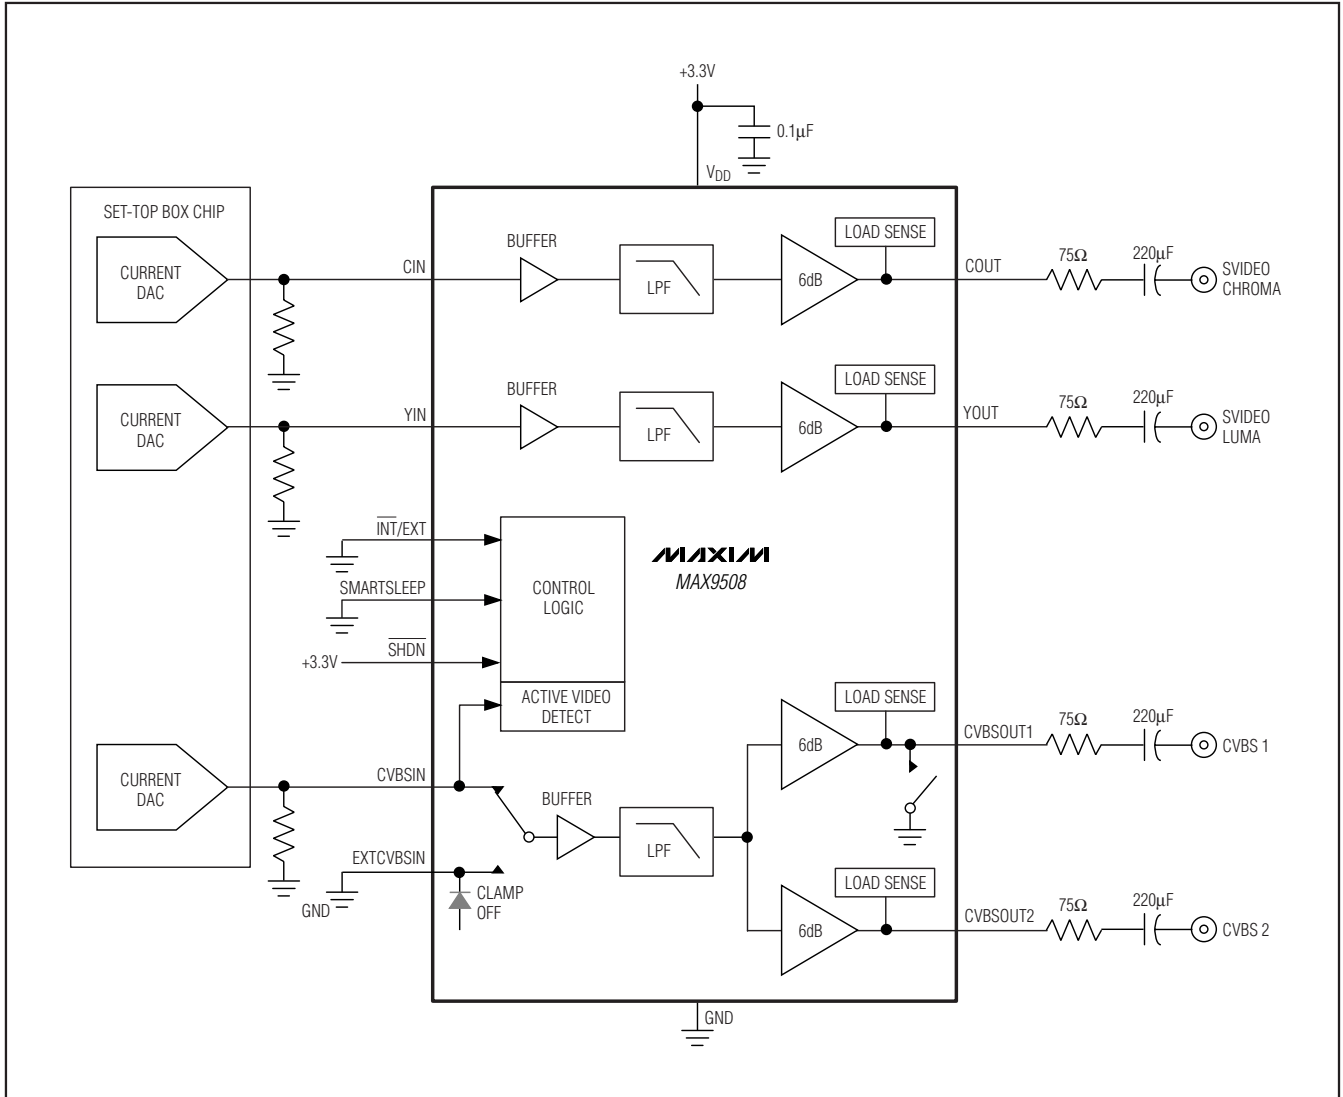 +3.3V
0.1μF
VDD
SET-TOP BOX CHIP
CURRENT
DAC
CIN
BUFFER
LPF
6dB
LOAD SENSE
COUT
75Ω
220μF
SVIDEO
CHROMA
CURRENT
DAC
YIN
BUFFER
LPF
6dB
LOAD SENSE
YOUT
75Ω
220μF
SVIDEO
LUMA
INT/EXT
SMARTSLEEP
SHDN
+3.3V
CONTROL
LOGIC
ACTIVE VIDEO
DETECT
MAXIM
MAX9508
CURRENT
DAC
CVBSIN
BUFFER
LPF
6dB
LOAD SENSE
CVBSOUT1
75Ω
220μF
CVBS 1
EXTCVBSIN
GND
CLAMP
OFF
6dB
LOAD SENSE
CVBSOUT2
75Ω
220μF
CVBS 2
GND